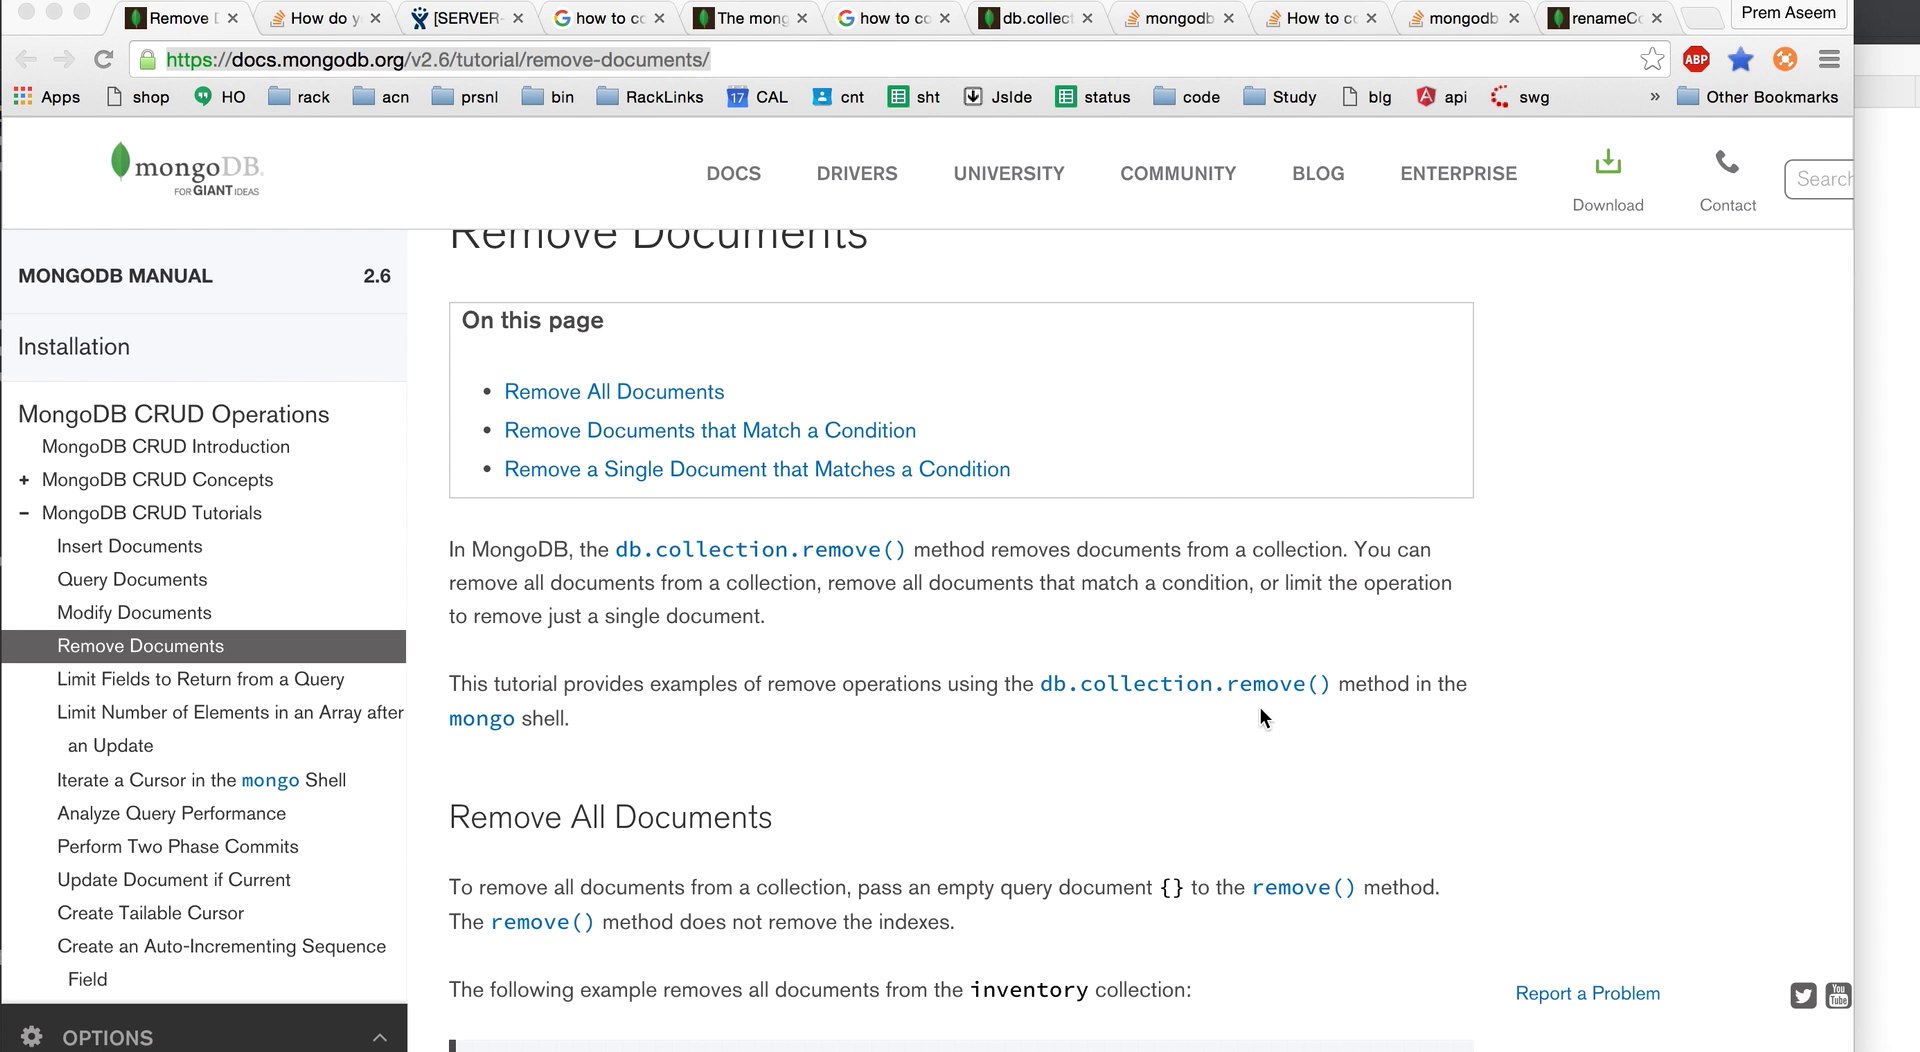 Remove D
How do y
[SERVER-
how to co
The mong
how to co
db.collect
mongodb
How to co
mongodb
renameCo
Prem Aseem
https://docs.mongodb.org/v2.6/tutorial/remove-documents/
ABP
Apps shop HO rack acn prsnl bin RackLinks 17 CAL cnt sht JsIde status code Study blg api swg » Other Bookmarks
mongoDB.
FOR GIANT IDEAS
DOCS DRIVERS UNIVERSITY COMMUNITY BLOG ENTERPRISE
Download
Contact
Search
MONGODB MANUAL 2.6
Installation
MongoDB CRUD Operations
MongoDB CRUD Introduction
+ MongoDB CRUD Concepts
− MongoDB CRUD Tutorials
Insert Documents
Query Documents
Modify Documents
Remove Documents
Limit Fields to Return from a Query
Limit Number of Elements in an Array after
an Update
Iterate a Cursor in the mongo Shell
Analyze Query Performance
Perform Two Phase Commits
Update Document if Current
Create Tailable Cursor
Create an Auto-Incrementing Sequence
Field
OPTIONS
Remove Documents
On this page
• Remove All Documents
• Remove Documents that Match a Condition
• Remove a Single Document that Matches a Condition
In MongoDB, the db.collection.remove() method removes documents from a collection. You can
remove all documents from a collection, remove all documents that match a condition, or limit the operation
to remove just a single document.
This tutorial provides examples of remove operations using the db.collection.remove() method in the
mongo shell.
Remove All Documents
To remove all documents from a collection, pass an empty query document {} to the remove() method.
The remove() method does not remove the indexes.
The following example removes all documents from the inventory collection:
Report a Problem
You
Tube